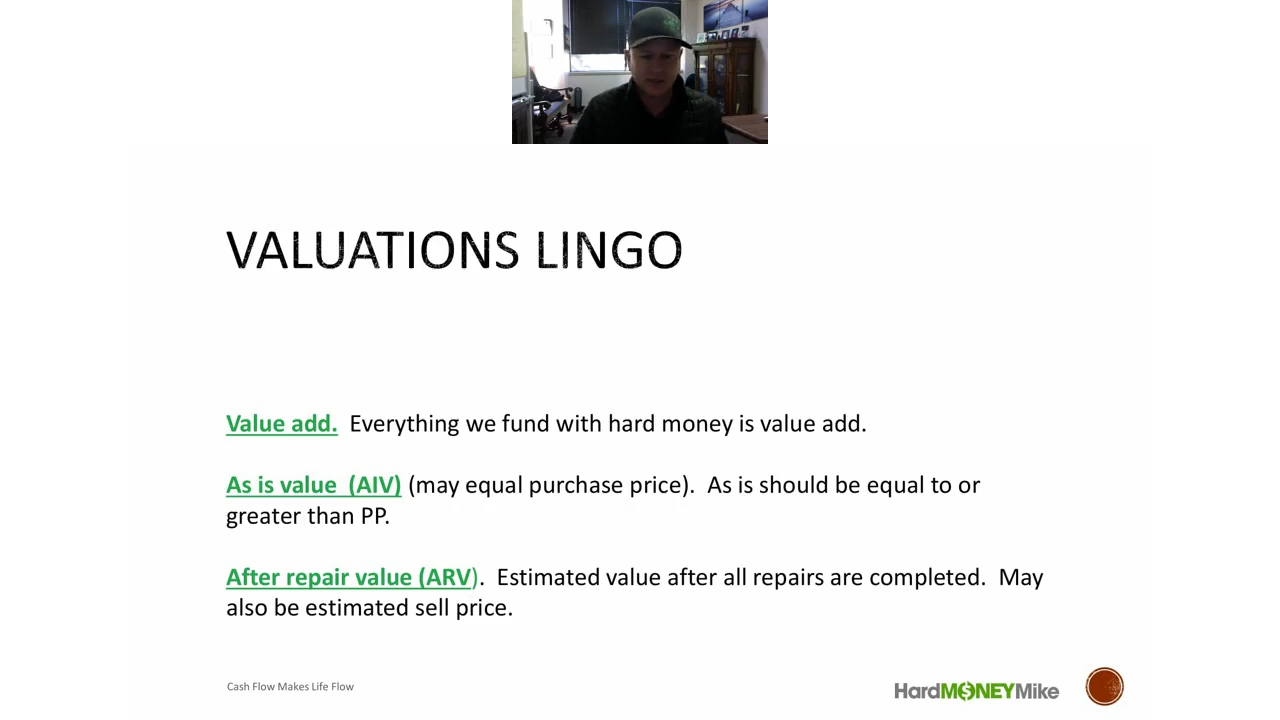 VALUATIONS LINGO
Value add.  Everything we fund with hard money is value add.
As is value  (AIV) (may equal purchase price).  As is should be equal to or
greater than PP.
After repair value (ARV).  Estimated value after all repairs are completed.  May
also be estimated sell price.
Cash Flow Makes Life Flow
HardMONEYMike